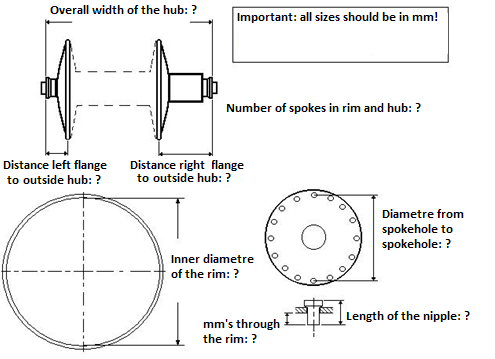 Overall width of the hub: ?
Important: all sizes should be in mm!
Number of spokes in rim and hub: ?
Distance left flange
to outside hub: ?
Distance right flange
to outside hub: ?
Diametre from
spokehole to
spokehole: ?
Inner diametre
of the rim: ?
mm's through
the rim: ?
Length of the nipple: ?